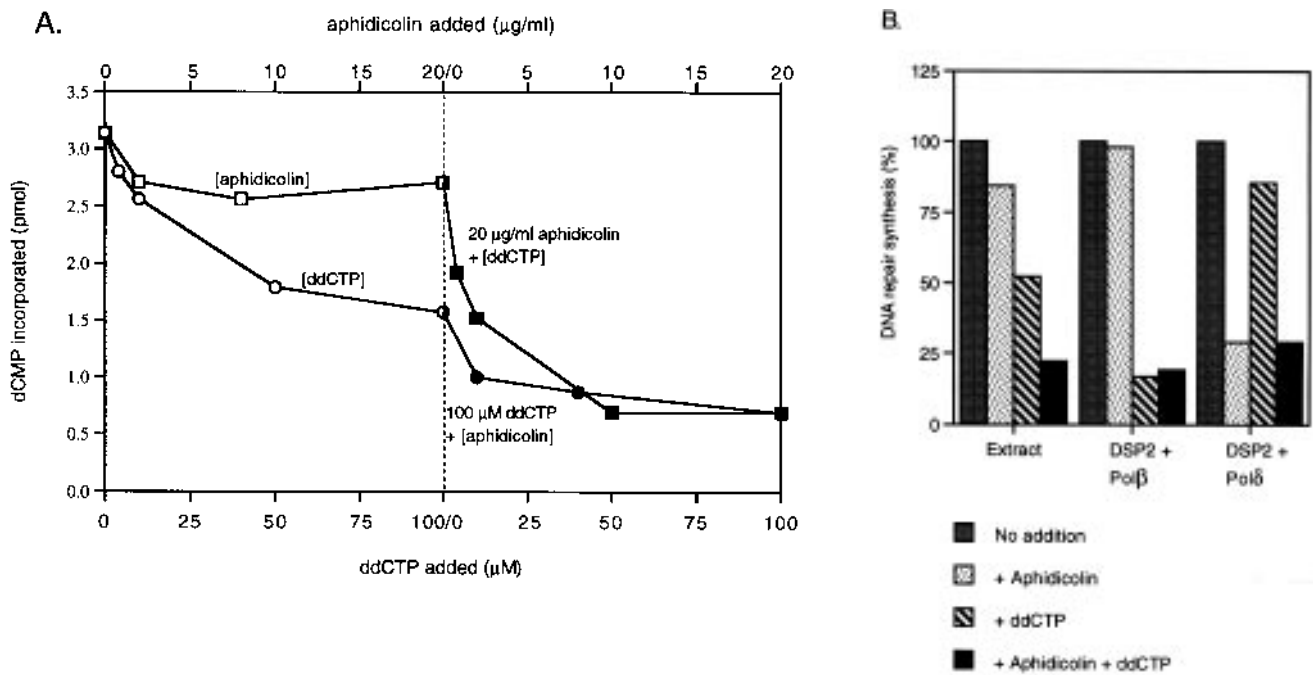 A.
aphidicolin added (µg/ml)
0 5 10 15 20/0 5 10 15 20
3.5
3.0
2.5
2.0
1.5
1.0
0.5
0.0
dCMP incorporated (pmol)
[aphidicolin]
[ddCTP]
20 µg/ml aphidicolin
+ [ddCTP]
100 µM ddCTP
+ [aphidicolin]
0 25 50 75 100/0 25 50 75 100
ddCTP added (µM)
B.
125
100
75
50
25
0
DNA repair synthesis (%)
Extract
DSP2 +
Polβ
DSP2 +
Polδ
No addition
+ Aphidicolin
+ ddCTP
+ Aphidicolin + ddCTP